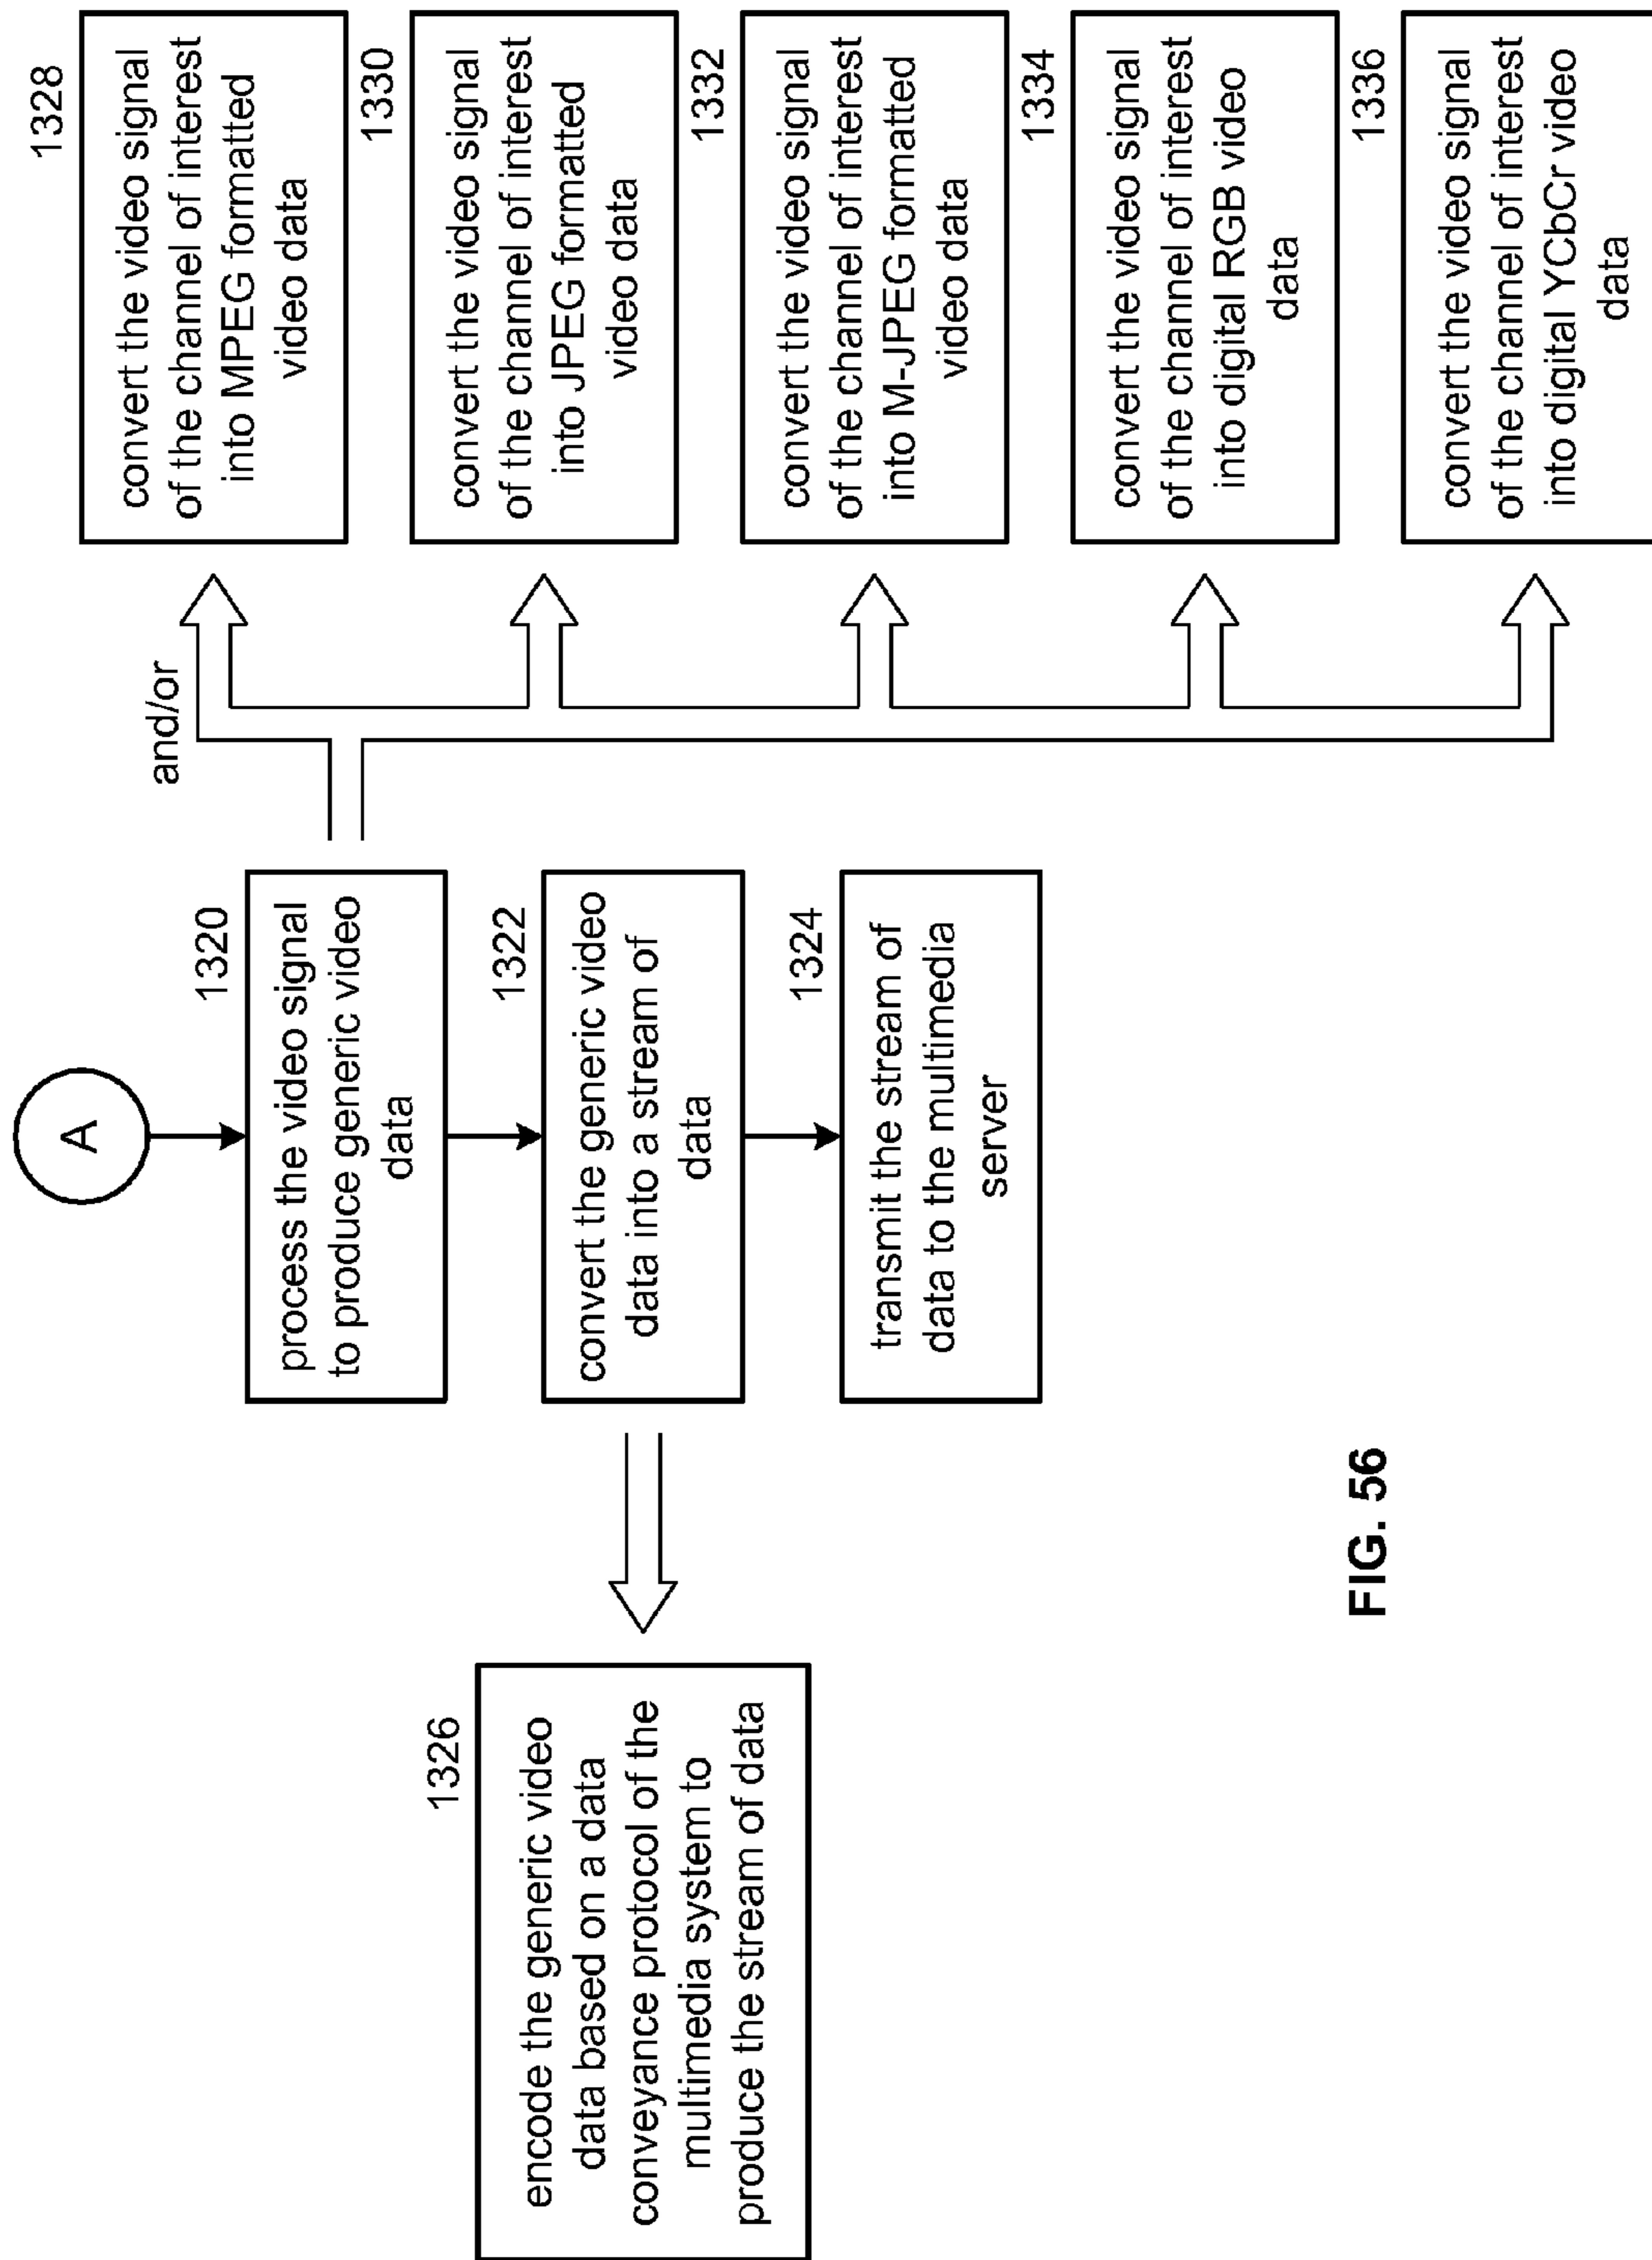 A
1320
process the video signal
to produce generic video
data
1322
convert the generic video
data into a stream of
data
1324
transmit the stream of
data to the multimedia
server
1326
encode the generic video
data based on a data
conveyance protocol of the
multimedia system to
produce the stream of data
and/or
1328
convert the video signal
of the channel of interest
into MPEG formatted
video data
1330
convert the video signal
of the channel of interest
into JPEG formatted
video data
1332
convert the video signal
of the channel of interest
into M-JPEG formatted
video data
1334
convert the video signal
of the channel of interest
into digital RGB video
data
1336
convert the video signal
of the channel of interest
into digital YCbCr video
data
FIG. 56